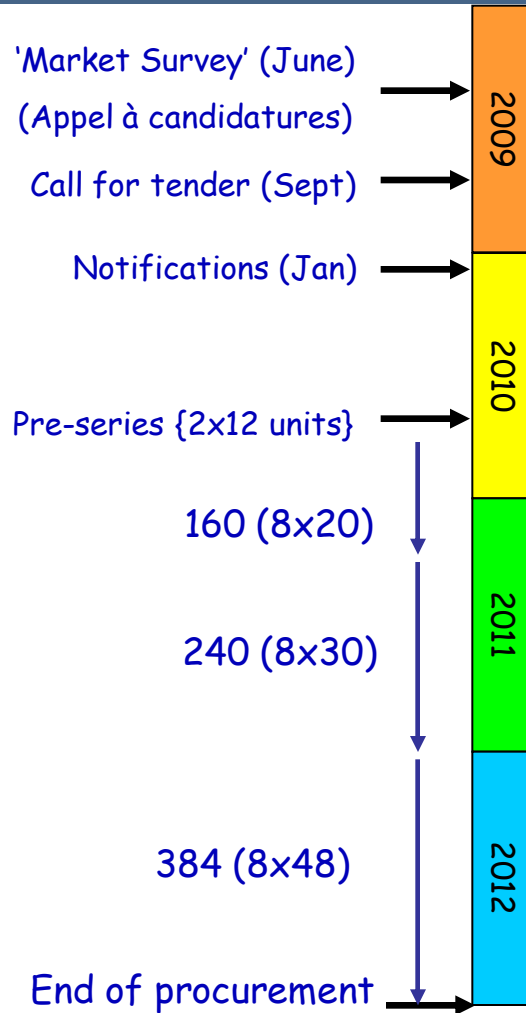 ‘Market Survey’ (June)
(Appel à candidatures)
2009
Call for tender (Sept)
Notifications (Jan)
2010
Pre-series {2x12 units}
160 (8x20)
2011
240 (8x30)
384 (8x48)
2012
End of procurement